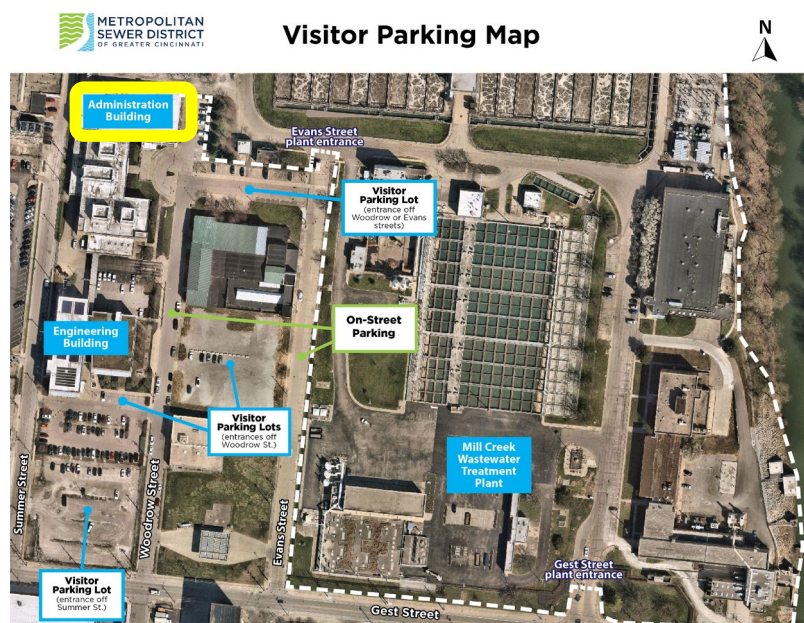 METROPOLITAN
SEWER DISTRICT
OF GREATER CINCINNATI
Visitor Parking Map
N
Administration
Building
Evans Street
plant entrance
Visitor
Parking Lot
(entrance off
Woodrow or Evans
streets)
On-Street
Parking
Engineering
Building
Visitor
Parking Lots
(entrances off
Woodrow St.)
Mill Creek
Wastewater
Treatment
Plant
Summer Street
Woodrow Street
Evans Street
Gest Street
plant entrance
Visitor
Parking Lot
(entrance off
Summer St.)
Gest Street